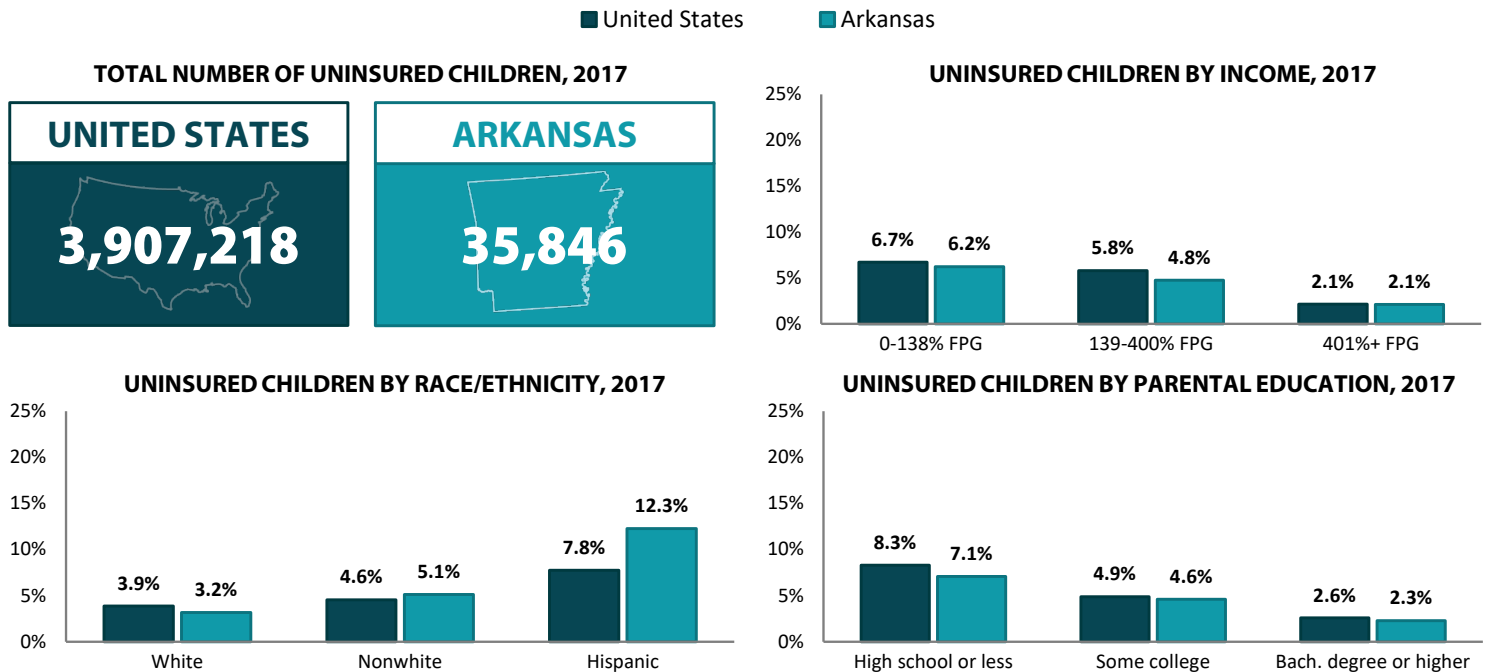 United States
Arkansas
TOTAL NUMBER OF UNINSURED CHILDREN, 2017
UNITED STATES
3,907,218
ARKANSAS
35,846
UNINSURED CHILDREN BY INCOME, 2017
25%
20%
15%
10%
5%
0%
6.7%
6.2%
5.8%
4.8%
2.1%
2.1%
0-138% FPG
139-400% FPG
401%+ FPG
UNINSURED CHILDREN BY RACE/ETHNICITY, 2017
25%
20%
15%
10%
5%
0%
3.9%
3.2%
4.6%
5.1%
7.8%
12.3%
White
Nonwhite
Hispanic
UNINSURED CHILDREN BY PARENTAL EDUCATION, 2017
25%
20%
15%
10%
5%
0%
8.3%
7.1%
4.9%
4.6%
2.6%
2.3%
High school or less
Some college
Bach. degree or higher